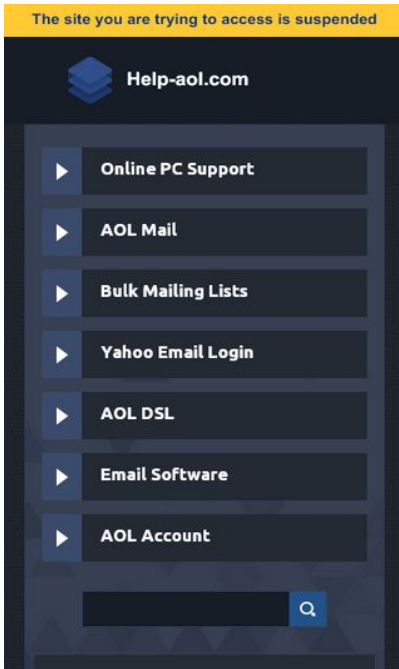 The site you are trying to access is suspended
Help-aol.com
Online PC Support
AOL Mail
Bulk Mailing Lists
Yahoo Email Login
AOL DSL
Email Software
AOL Account